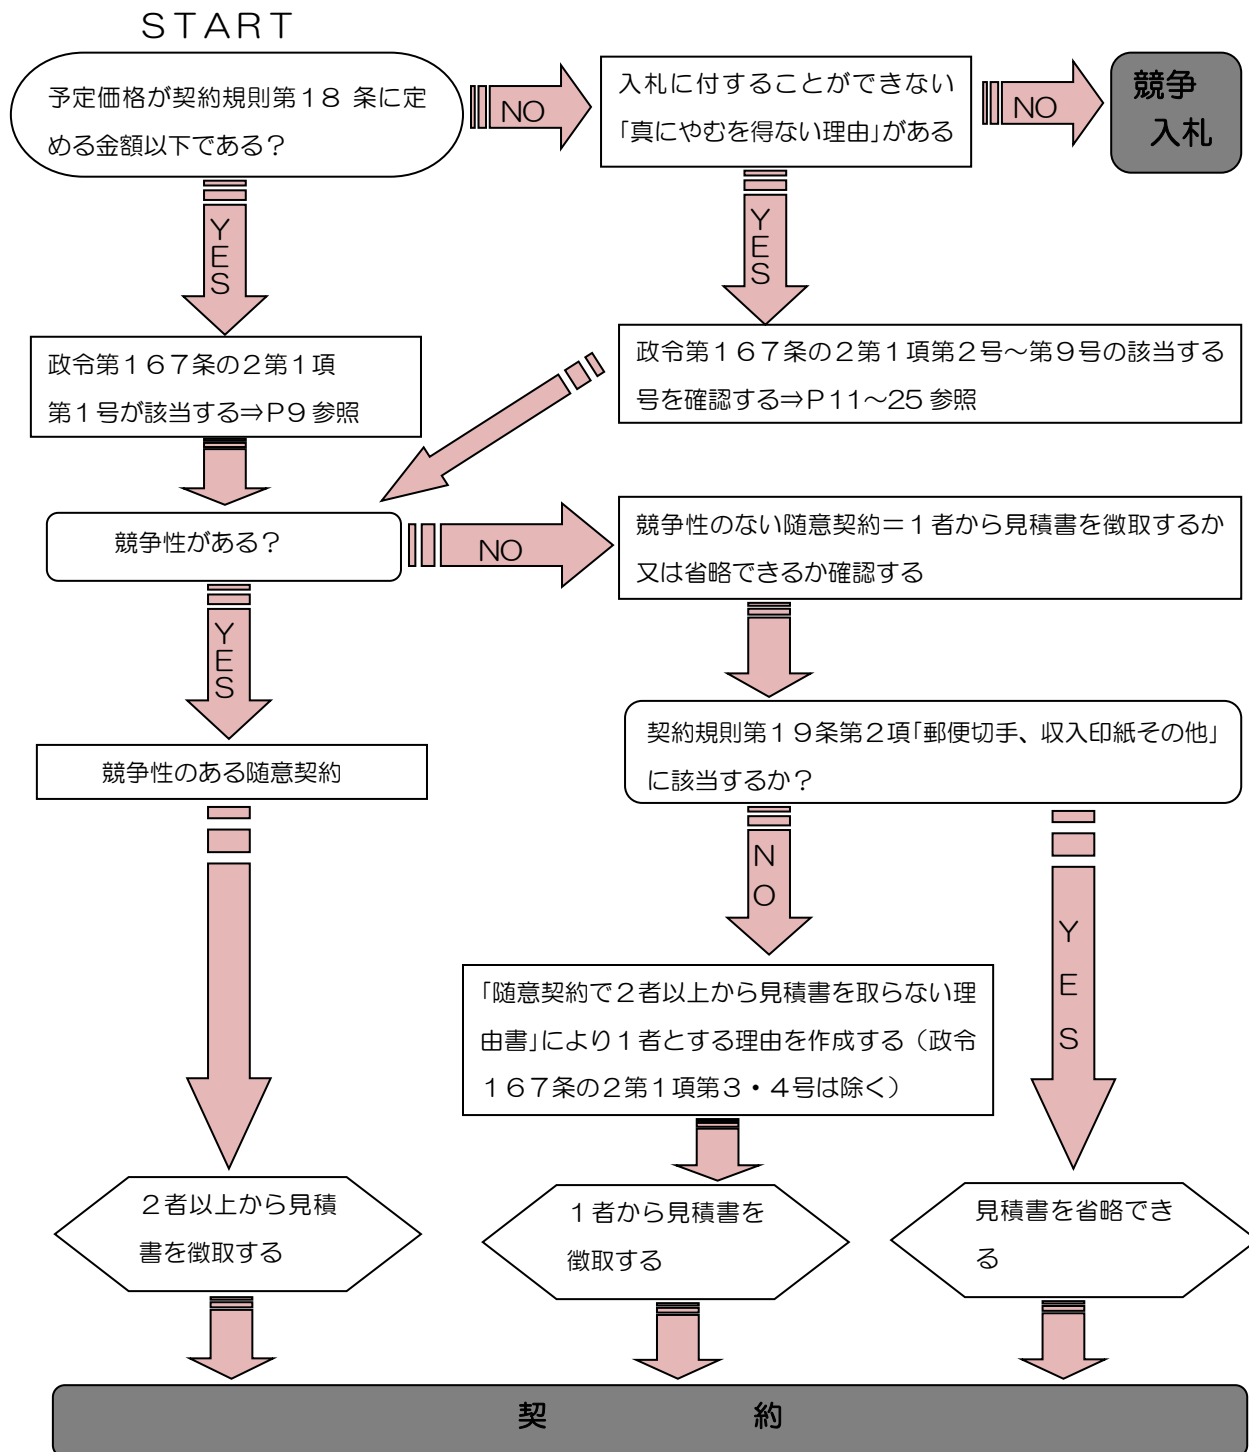 ＳＴＡＲＴ
予定価格が契約規則第１８ 条に定
める金額以下である？
NO
入札に付することができない
「真にやむを得ない理由」がある
NO
競争
入札
ＹＥＳ
ＹＥＳ
政令第１６７条の２第１項
第１号が該当する⇒Ｐ９参照
政令第１６７条の２第１項第２号～第９号の該当する
号を確認する⇒Ｐ１１～２５参照
競争性がある？
NO
競争性のない随意契約＝１者から見積書を徴取するか
又は省略できるか確認する
ＹＥＳ
契約規則第１９条第２項「郵便切手、収入印紙その他」
に該当するか？
競争性のある随意契約
ＮＯ
ＹＥＳ
「随意契約で２者以上から見積書を取らない理
由書」により１者とする理由を作成する（政令
１６７条の２第１項第３・４号は除く）
２者以上から見積
書を徴取する
１者から見積書を
徴取する
見積書を省略でき
る
契　約